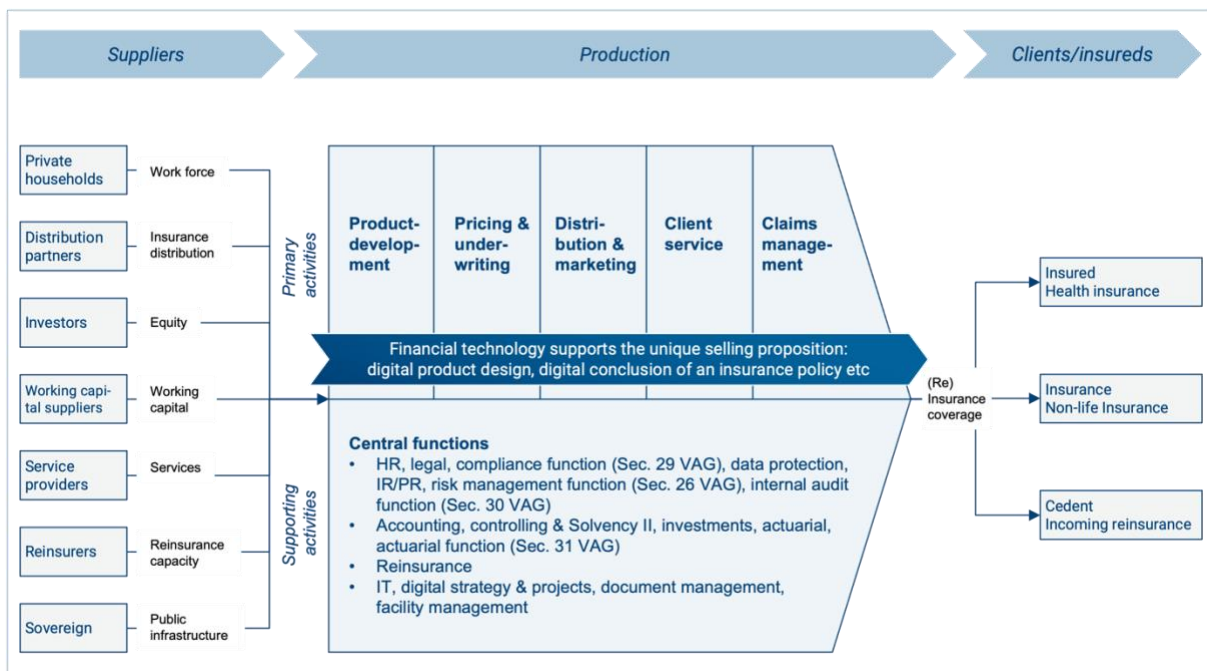 Suppliers
Production
Clients/insureds
Private
households
Work force
Distribution
partners
Insurance
distribution
Investors
Equity
Working capi-
tal suppliers
Working
capital
Service
providers
Services
Reinsurers
Reinsurance
capacity
Sovereign
Public
infrastructure
Primary
activities
Supporting
activities
Product-
develop-
ment
Pricing &
under-
writing
Distri-
bution &
marketing
Client
service
Claims
manage-
ment
Financial technology supports the unique selling proposition:
digital product design, digital conclusion of an insurance policy etc
Central functions
• HR, legal, compliance function (Sec. 29 VAG), data protection,
IR/PR, risk management function (Sec. 26 VAG), internal audit
function (Sec. 30 VAG)
• Accounting, controlling & Solvency II, investments, actuarial,
actuarial function (Sec. 31 VAG)
• Reinsurance
• IT, digital strategy & projects, document management,
facility management
(Re)
Insurance
coverage
Insured
Health insurance
Insurance
Non-life Insurance
Cedent
Incoming reinsurance